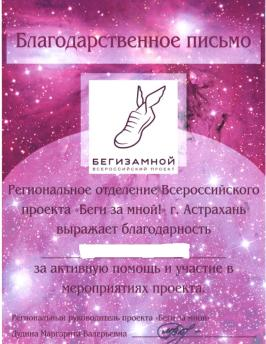 Благодарственное письмо
БЕГИЗАМНОЙ
ВСЕРОССИЙСКИЙ ПРОЕКТ
Региональное отделение Всероссийского
проекта «Беги за мной!» г. Астрахань
выражает благодарность
за активную помощь и участие в
мероприятиях проекта.
Региональный руководитель проекта «Беги за мной»
Дудина Маргарита Валерьевна